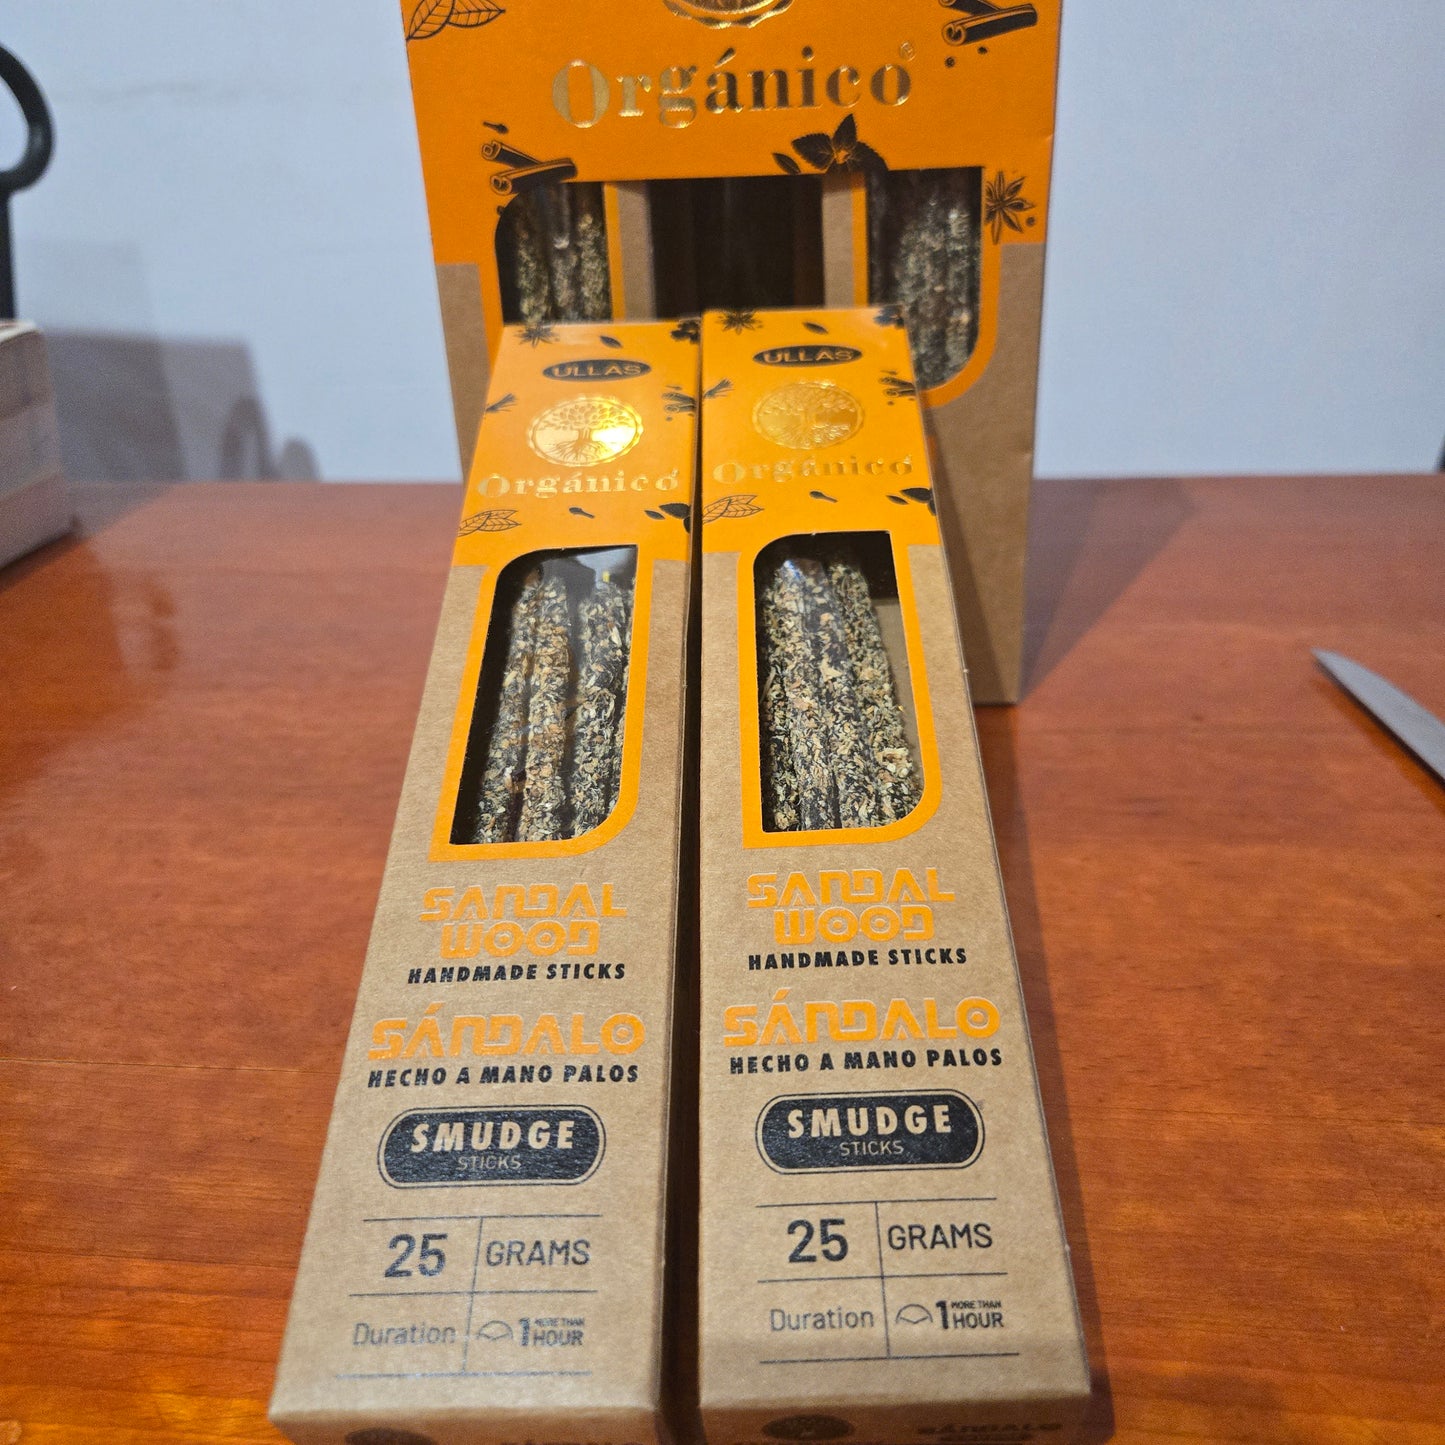 Orgánico®
ULLAS
Orgánico
SANDAL
WOOD
HANDMADE STICKS
SÁNDALO
HECHO A MANO PALOS
SMUDGE
STICKS
25 GRAMS
Duration 1 MORE THAN HOUR
ULLAS
Orgánico
SANDAL
WOOD
HANDMADE STICKS
SÁNDALO
HECHO A MANO PALOS
SMUDGE
STICKS
25 GRAMS
Duration 1 MORE THAN HOUR
SÁNDALO